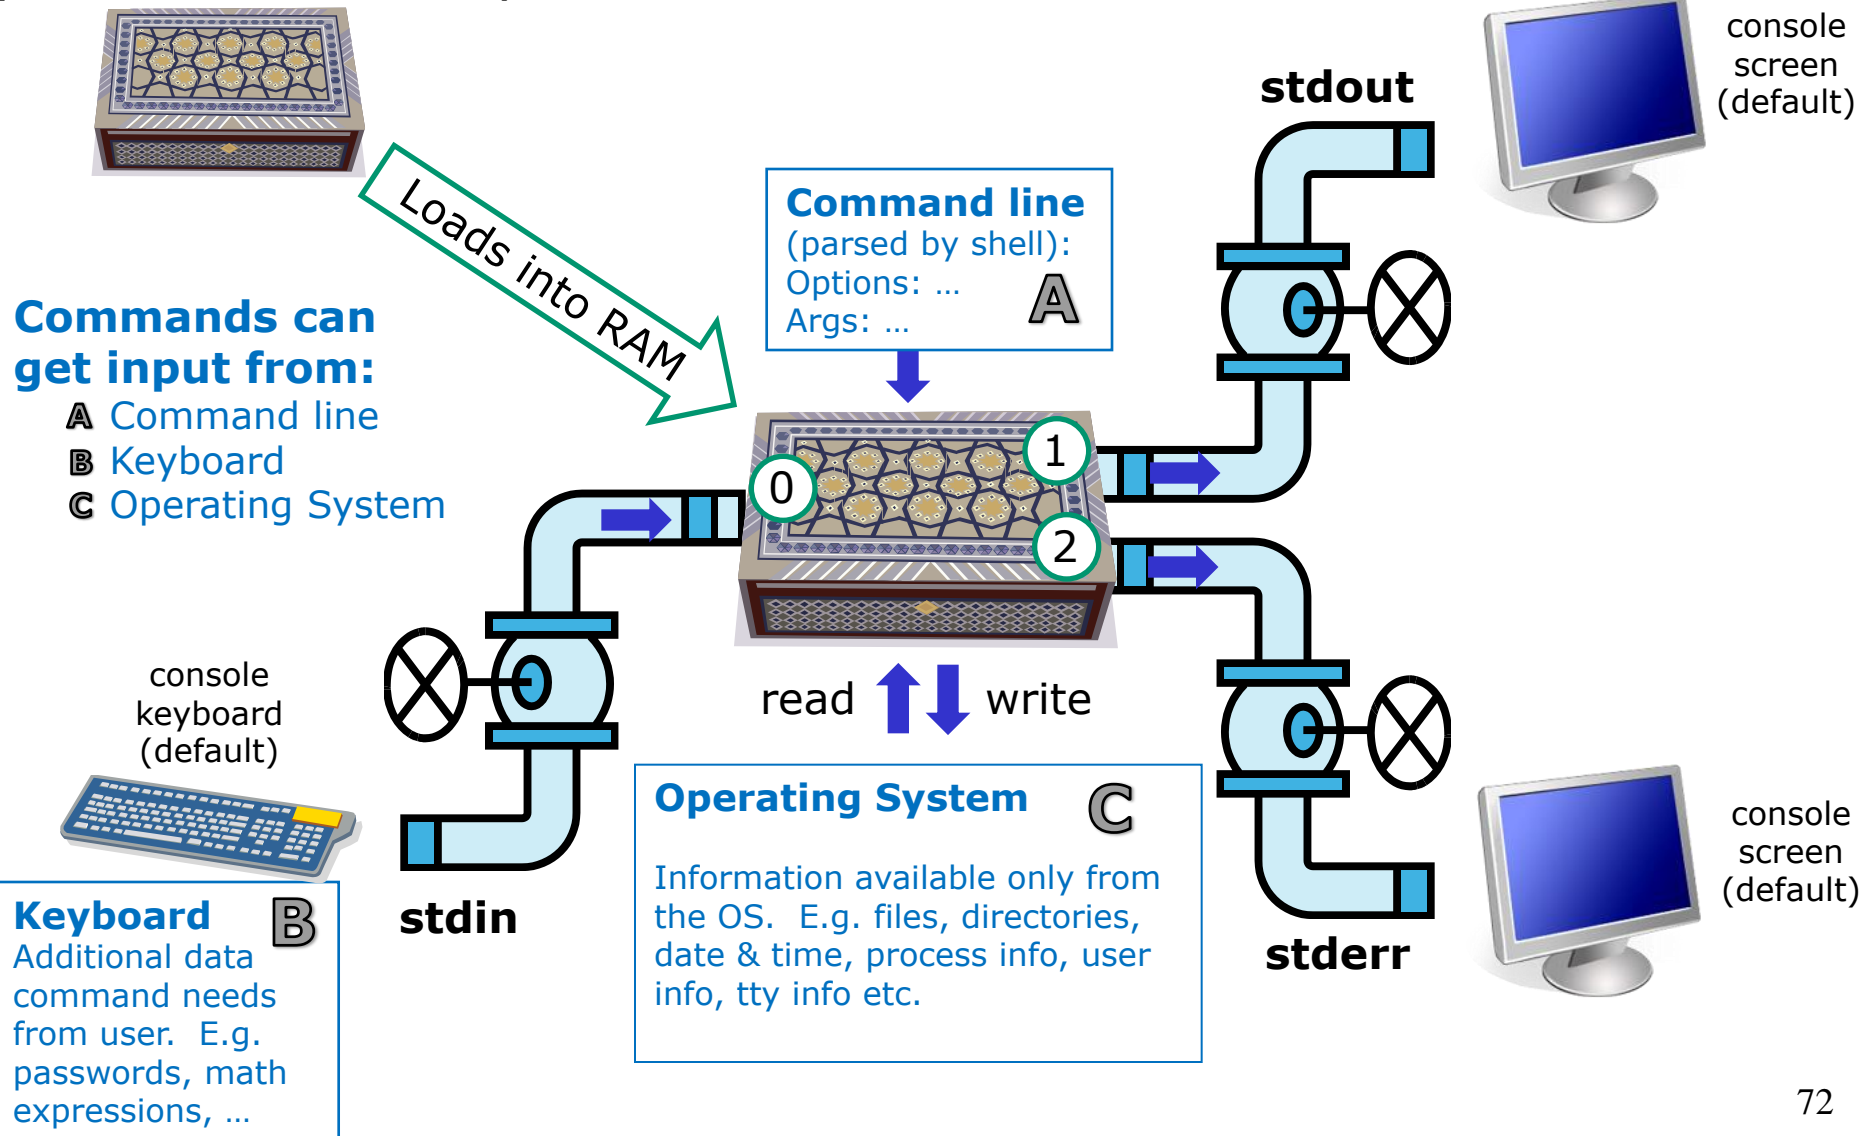 console
screen
(default)
stdout
Loads into RAM
Command line
(parsed by shell):
Options: …
Args: …
A
Commands can
get input from:
A Command line
B Keyboard
C Operating System
0
1
2
console
keyboard
(default)
read
write
Keyboard
B
Additional data
command needs
from user. E.g.
passwords, math
expressions, …
stdin
Operating System
C
Information available only from
the OS. E.g. files, directories,
date & time, process info, user
info, tty info etc.
stderr
console
screen
(default)
72